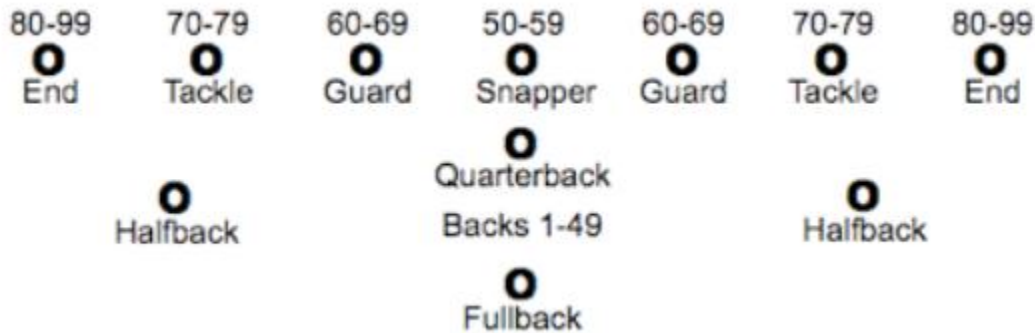 80-99 70-79 60-69 50-59 60-69 70-79 80-99
End Tackle Guard Snapper Guard Tackle End
Quarterback
Halfback Backs 1-49 Halfback
Fullback